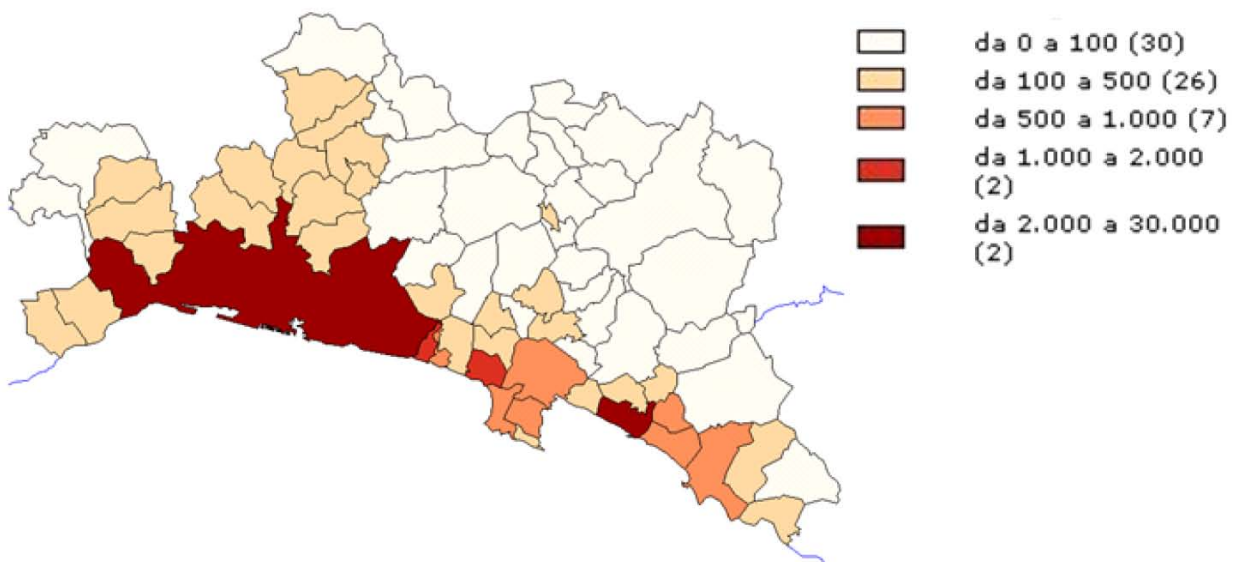 da 0 a 100 (30)
da 100 a 500 (26)
da 500 a 1.000 (7)
da 1.000 a 2.000
(2)
da 2.000 a 30.000
(2)